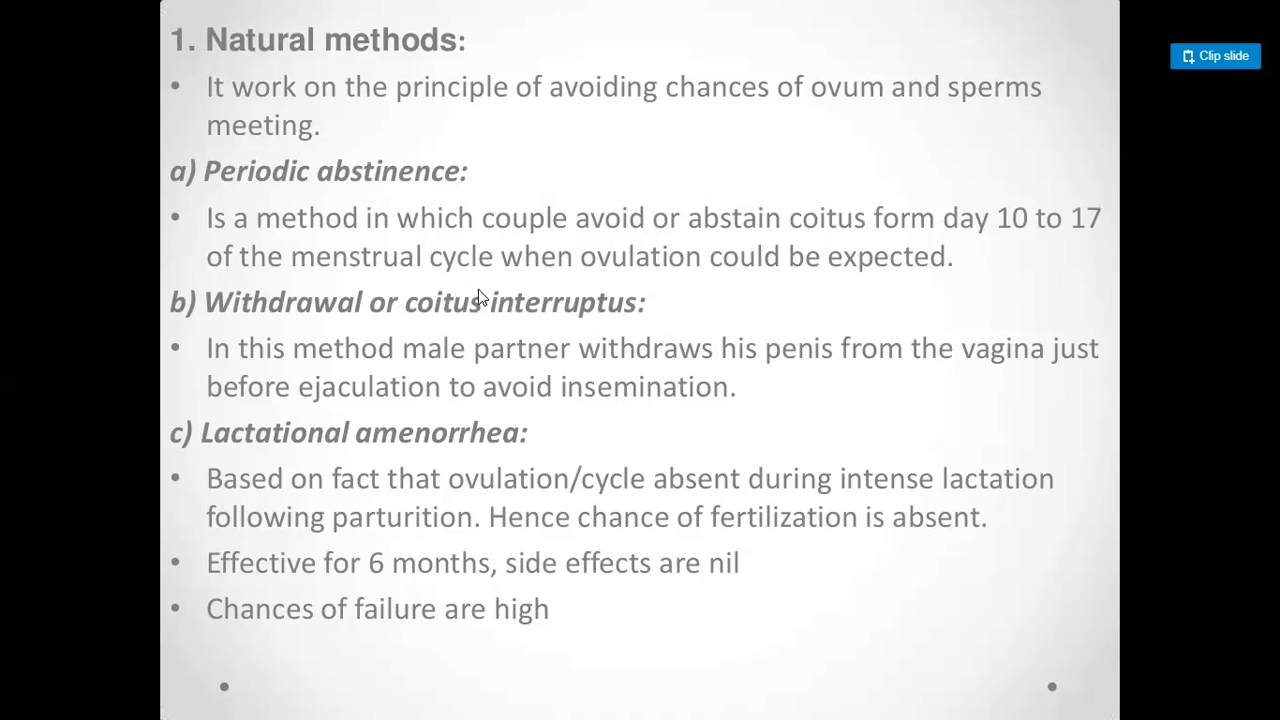 1. Natural methods:
Clip slide
• It work on the principle of avoiding chances of ovum and sperms
meeting.
a) Periodic abstinence:
• Is a method in which couple avoid or abstain coitus form day 10 to 17
of the menstrual cycle when ovulation could be expected.
b) Withdrawal or coitus interruptus:
• In this method male partner withdraws his penis from the vagina just
before ejaculation to avoid insemination.
c) Lactational amenorrhea:
• Based on fact that ovulation/cycle absent during intense lactation
following parturition. Hence chance of fertilization is absent.
• Effective for 6 months, side effects are nil
• Chances of failure are high